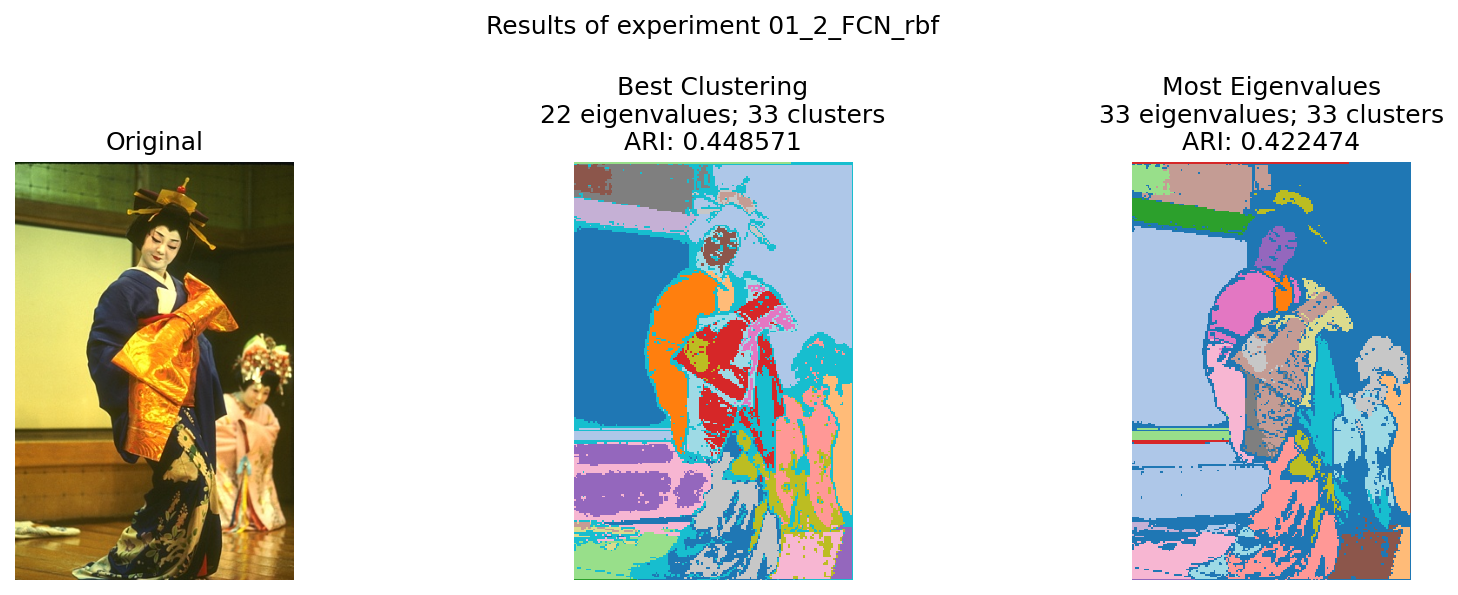 Results of experiment 01_2_FCN_rbf
Original
Best Clustering
22 eigenvalues; 33 clusters
ARI: 0.448571
Most Eigenvalues
33 eigenvalues; 33 clusters
ARI: 0.422474